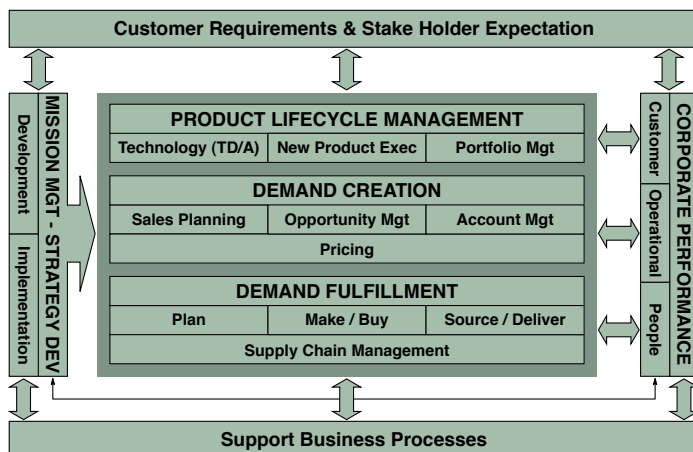 Customer Requirements & Stake Holder Expectation
Development
Implementation
MISSION MGT - STRATEGY DEV
PRODUCT LIFECYCLE MANAGEMENT
Technology (TD/A)
New Product Exec
Portfolio Mgt
DEMAND CREATION
Sales Planning
Opportunity Mgt
Account Mgt
Pricing
DEMAND FULFILLMENT
Plan
Make / Buy
Source / Deliver
Supply Chain Management
Customer
Operational
People
CORPORATE PERFORMANCE
Support Business Processes